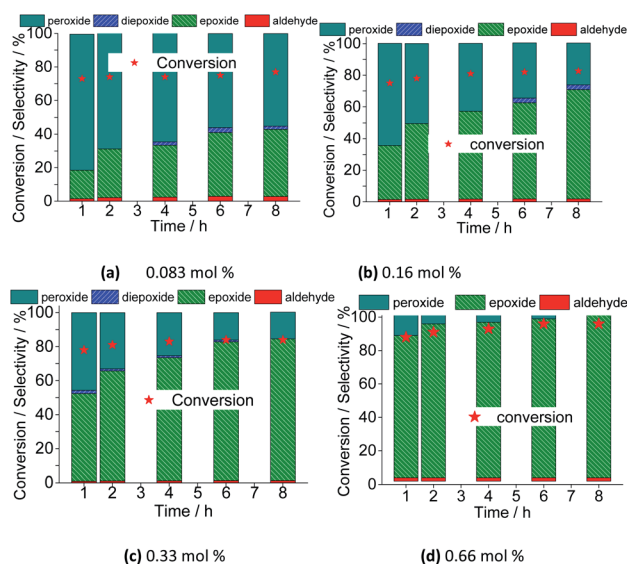 peroxide diepoxide epoxide aldehyde
Conversion / Selectivity / %
100
80
60
40
20
0
Conversion
1 2 3 4 5 6 7 8
Time / h
(a) 0.083 mol %
peroxide diepoxide epoxide aldehyde
Conversion / Selectivity / %
100
80
60
40
20
0
conversion
1 2 3 4 5 6 7 8
Time / h
(b) 0.16 mol %
peroxide diepoxide epoxide aldehyde
Conversion / Selectivity / %
100
80
60
40
20
0
Conversion
1 2 3 4 5 6 7 8
Time / h
(c) 0.33 mol %
peroxide epoxide aldehyde
Conversion / Selectivity / %
100
80
60
40
20
0
conversion
1 2 3 4 5 6 7 8
Time / h
(d) 0.66 mol %